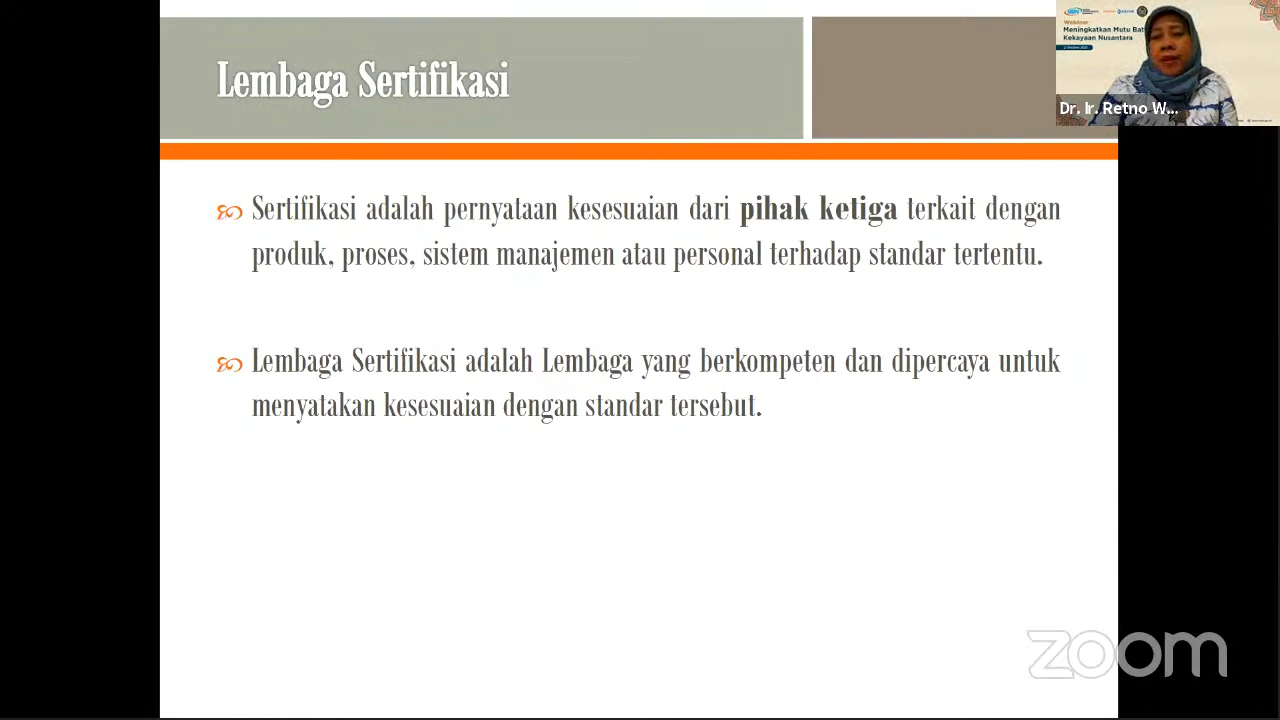 Lembaga Sertifikasi
Sertifikasi adalah pernyataan kesesuaian dari pihak ketiga terkait dengan
produk, proses, sistem manajemen atau personal terhadap standar tertentu.
Lembaga Sertifikasi adalah Lembaga yang berkompeten dan dipercaya untuk
menyatakan kesesuaian dengan standar tersebut.
Webinar
Meningkatkan Mutu Bat
Kekayaan Nusantara
Dr. Ir. Retno W...
zoom